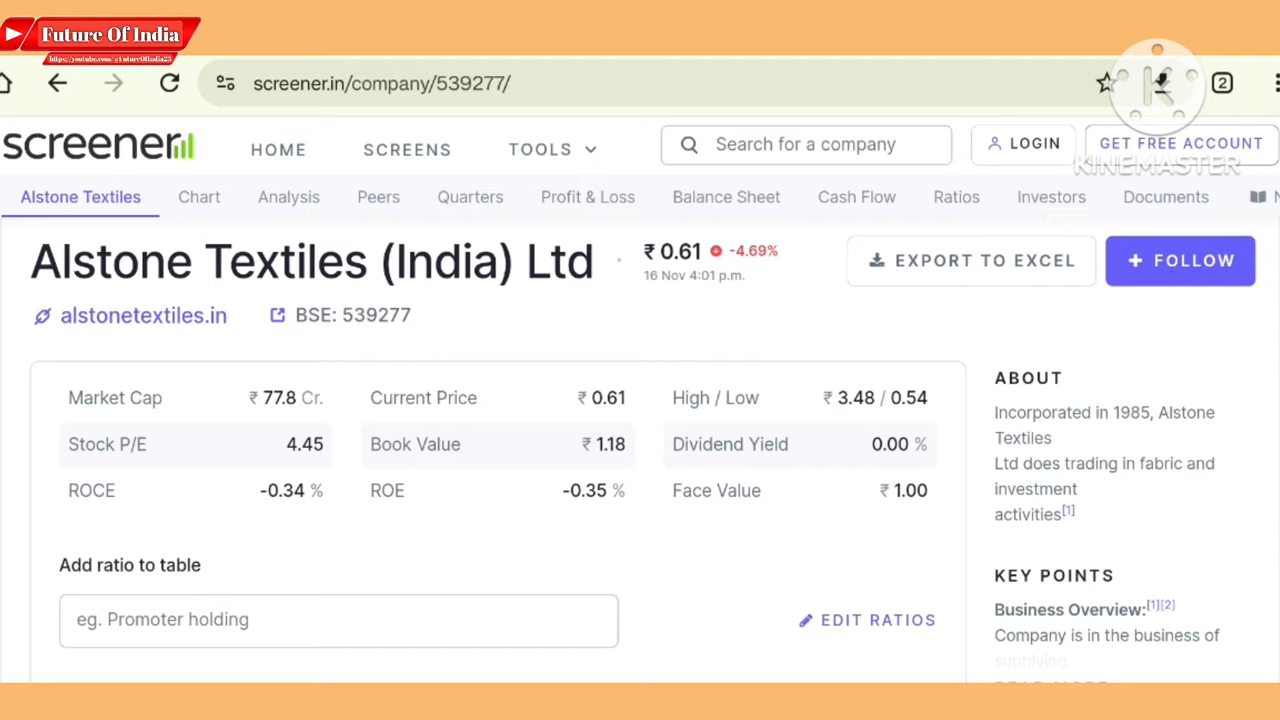 Future Of India
https://youtube.com/@FutureOfIndia23
screener.in/company/539277/
2
KINEMASTER
screener
HOME
SCREENS
TOOLS
Search for a company
LOGIN
GET FREE ACCOUNT
Alstone Textiles
Chart
Analysis
Peers
Quarters
Profit & Loss
Balance Sheet
Cash Flow
Ratios
Investors
Documents
N
Alstone Textiles (India) Ltd
₹ 0.61 -4.69%
16 Nov 4:01 p.m.
EXPORT TO EXCEL
+ FOLLOW
alstonetextiles.in
BSE: 539277
Market Cap ₹ 77.8 Cr.
Current Price ₹ 0.61
High / Low ₹ 3.48 / 0.54
Stock P/E 4.45
Book Value ₹ 1.18
Dividend Yield 0.00 %
ROCE -0.34 %
ROE -0.35 %
Face Value ₹ 1.00
Add ratio to table
eg. Promoter holding
EDIT RATIOS
ABOUT
Incorporated in 1985, Alstone
Textiles
Ltd does trading in fabric and
investment
activities[1]
KEY POINTS
Business Overview:[1][2]
Company is in the business of
supplying,